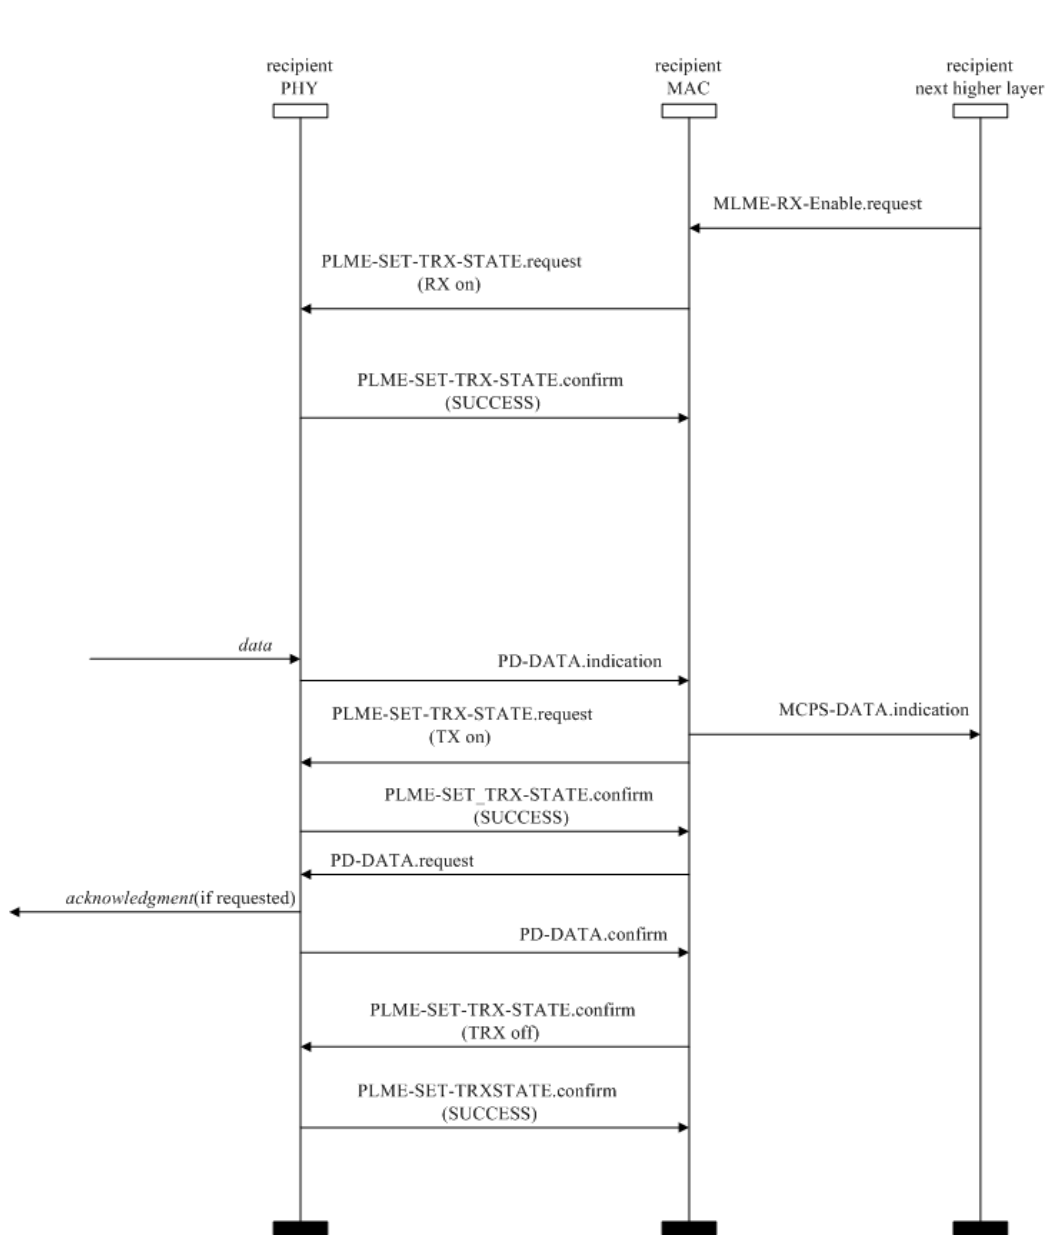 recipient
PHY
recipient
MAC
recipient
next higher layer
MLME-RX-Enable.request
PLME-SET-TRX-STATE.request
(RX on)
PLME-SET-TRX-STATE.confirm
(SUCCESS)
data
PD-DATA.indication
MCPS-DATA.indication
PLME-SET-TRX-STATE.request
(TX on)
PLME-SET_TRX-STATE.confirm
(SUCCESS)
PD-DATA.request
acknowledgment(if requested)
PD-DATA.confirm
PLME-SET-TRX-STATE.confirm
(TRX off)
PLME-SET-TRXSTATE.confirm
(SUCCESS)